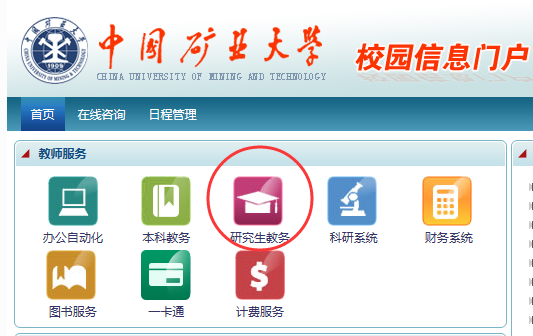 中国矿业大学
CHINA UNIVERSITY OF MINING AND TECHNOLOGY
校园信息门户
首页 在线咨询 日程管理
教师服务
办公自动化 本科教务 研究生教务 科研系统 财务系统
图书服务 一卡通 计费服务